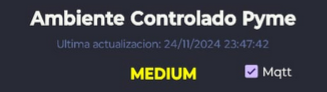 Ambiente Controlado Pyme
Ultima actualizacion: 24/11/2024 23:47:42
MEDIUM Mqtt